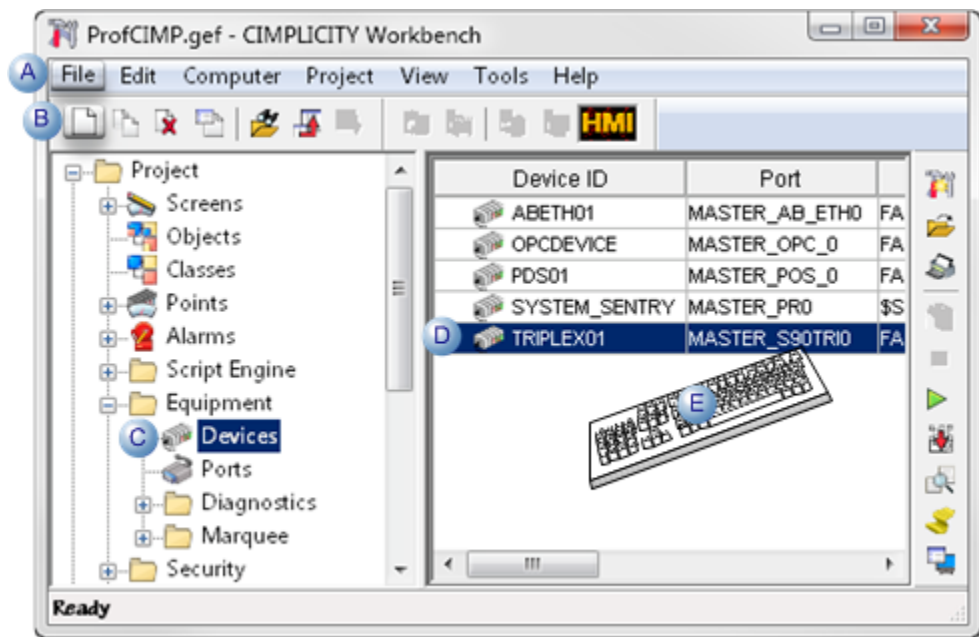 ProfCIMP.gef - CIMPLICITY Workbench
A File Edit Computer Project View Tools Help
B HMI
Project
Screens
Objects
Classes
Points
Alarms
Script Engine
Equipment
C Devices
Ports
Diagnostics
Marquee
Security
Device ID Port
ABETH01 MASTER_AB_ETH0 FA
OPCDEVICE MASTER_OPC_0 FA
PDS01 MASTER_POS_0 FA
SYSTEM_SENTRY MASTER_PR0 $S
D TRIPLEX01 MASTER_S90TRI0 FA
E
Ready